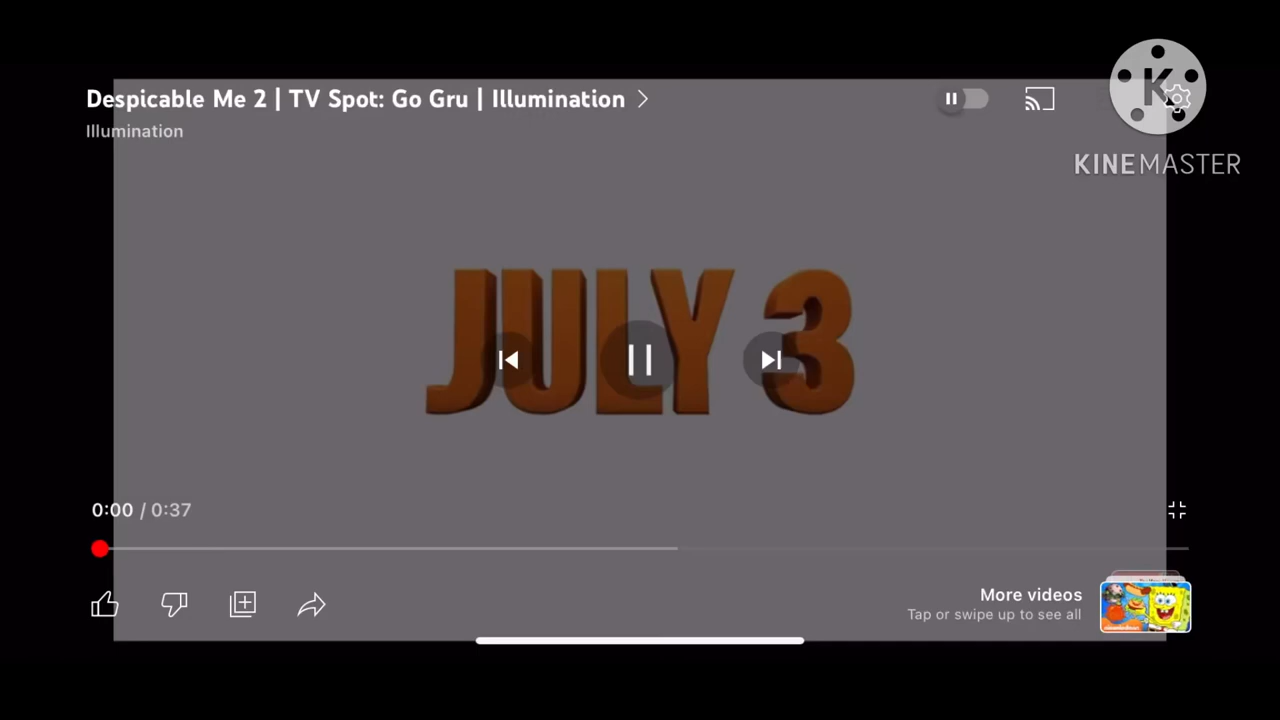 Despicable Me 2 | TV Spot: Go Gru | Illumination
Illumination
K
KINEMASTER
JULY 3
0:00 / 0:37
More videos
Tap or swipe up to see all